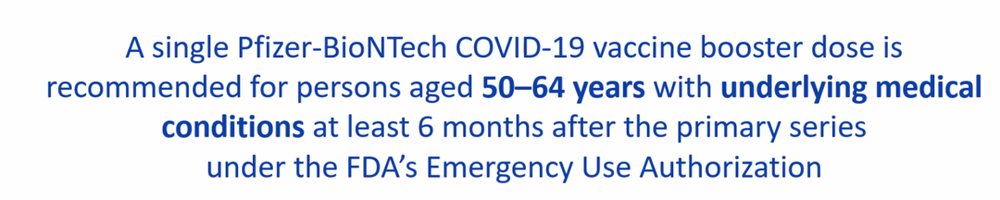 A single Pfizer-BioNTech COVID-19 vaccine booster dose is
recommended for persons aged 50–64 years with underlying medical
conditions at least 6 months after the primary series
under the FDA’s Emergency Use Authorization